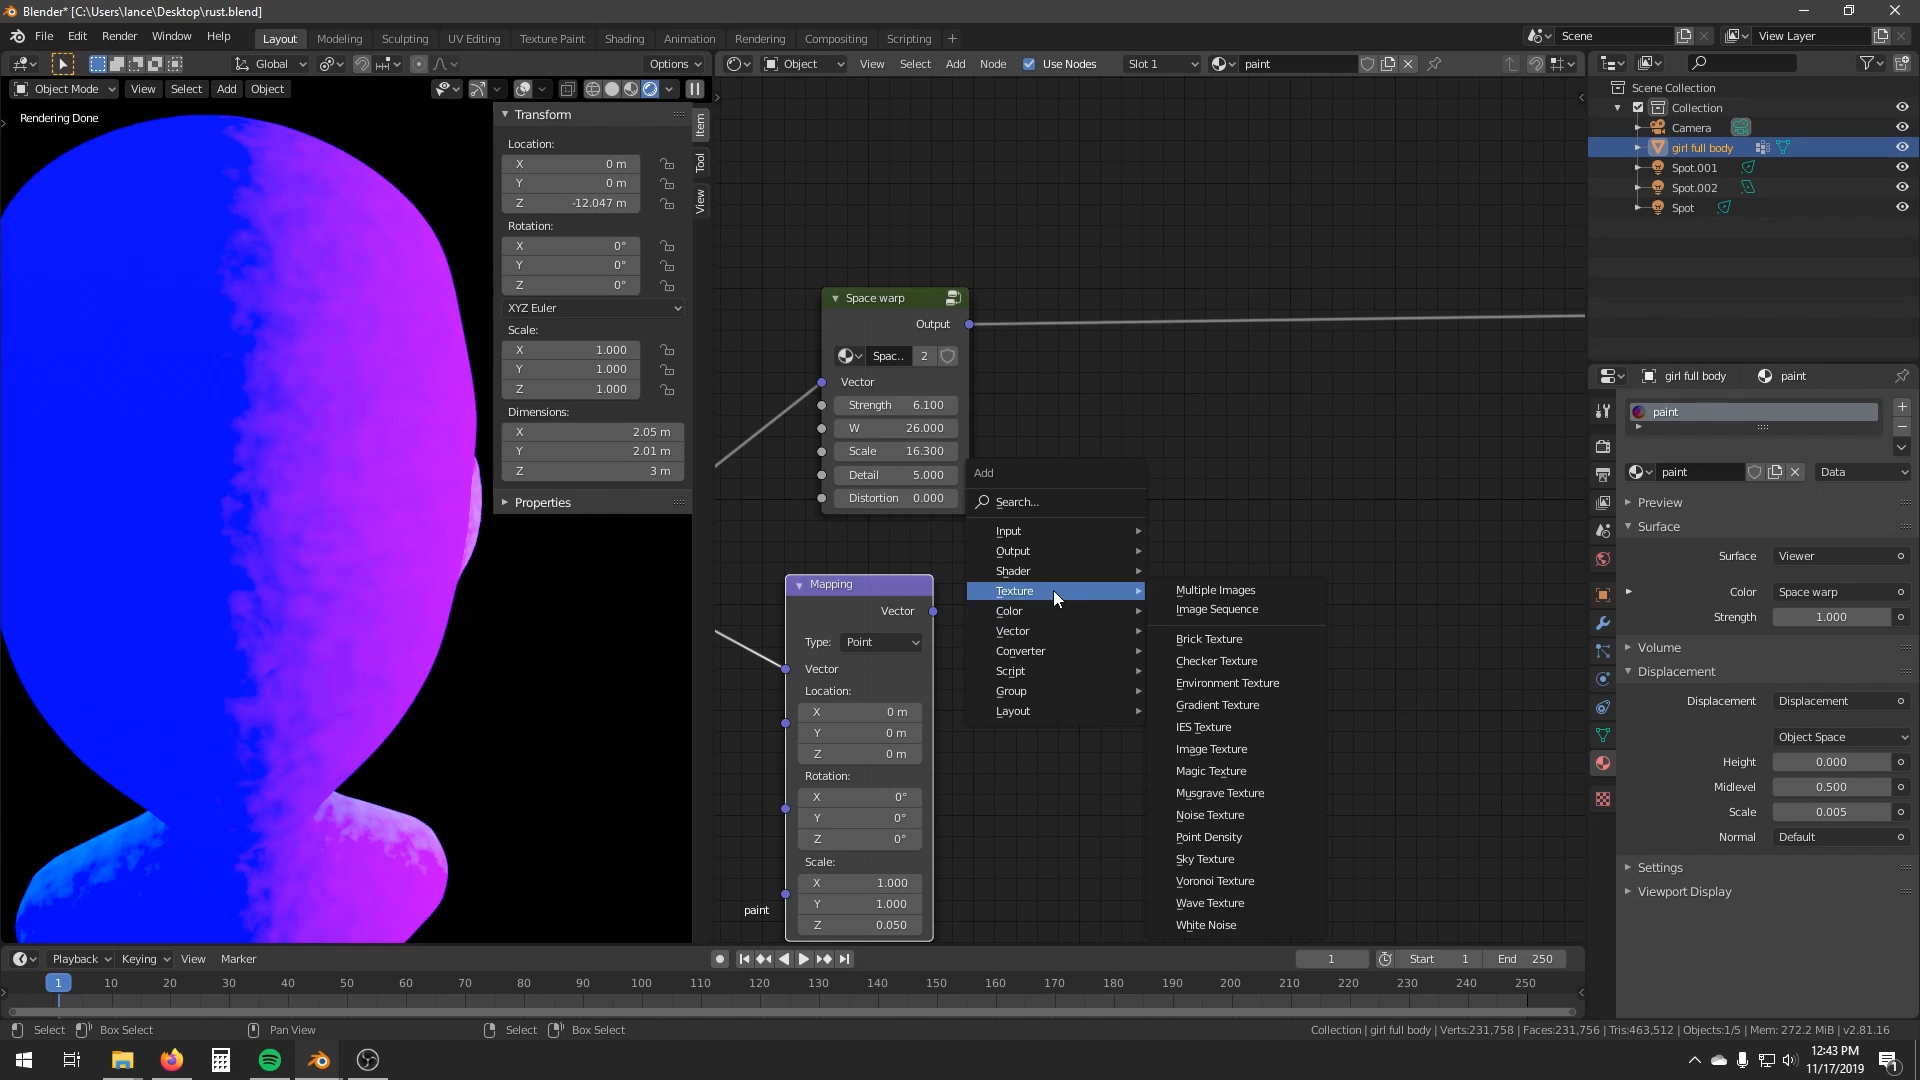 Blender* [C:\Users\lance\Desktop\rust.blend]
File Edit Render Window Help
Layout Modeling Sculpting UV Editing Texture Paint Shading Animation Rendering Compositing Scripting +
Scene
View Layer
Global
Options
Object View Select Add Node Use Nodes Slot 1 paint
Object Mode View Select Add Object
Rendering Done
Transform
Location:
X 0 m
Y 0 m
Z -12.047 m
Rotation:
X 0°
Y 0°
Z 0°
XYZ Euler
Scale:
X 1.000
Y 1.000
Z 1.000
Dimensions:
X 2.05 m
Y 2.01 m
Z 3 m
Properties
Item
Tool
View
Space warp
Output
Spac.. 2
Vector
Strength 6.100
W 26.000
Scale 16.300
Detail 5.000
Distortion 0.000
Mapping
Vector
Type: Point
Vector
Location:
X 0 m
Y 0 m
Z 0 m
Rotation:
X 0°
Y 0°
Z 0°
Scale:
X 1.000
Y 1.000
Z 0.050
paint
Add
Search...
Input
Output
Shader
Texture
Color
Vector
Converter
Script
Group
Layout
Multiple Images
Image Sequence
Brick Texture
Checker Texture
Environment Texture
Gradient Texture
IES Texture
Image Texture
Magic Texture
Musgrave Texture
Noise Texture
Point Density
Sky Texture
Voronoi Texture
Wave Texture
White Noise
Scene Collection
Collection
Camera
girl full body
Spot.001
Spot.002
Spot
girl full body paint
paint
paint Data
Preview
Surface
Surface Viewer
Color Space warp
Strength 1.000
Volume
Displacement
Displacement Displacement
Object Space
Height 0.000
Midlevel 0.500
Scale 0.005
Normal Default
Settings
Viewport Display
Playback Keying View Marker
1 Start 1 End 250
1 10 20 30 40 50 60 70 80 90 100 110 120 130 140 150 160 170 180 190 200 210 220 230 240 250
Select Box Select Pan View Select Box Select
Collection | girl full body | Verts:231,758 | Faces:231,756 | Tris:463,512 | Objects:1/5 | Mem: 272.2 MiB | v2.81.16
12:43 PM
11/17/2019
1